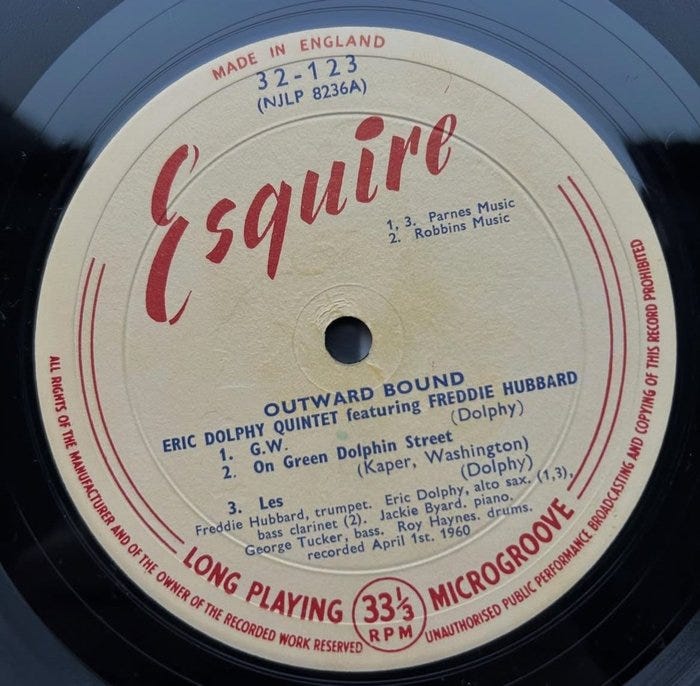 MADE IN ENGLAND
32-123
(NJLP 8236A)
Esquire
1, 3. Parnes Music
2. Robbins Music
OUTWARD BOUND
ERIC DOLPHY QUINTET featuring FREDDIE HUBBARD
1. G.W. (Dolphy)
2. On Green Dolphin Street
(Kaper, Washington)
3. Les (Dolphy)
Freddie Hubbard, trumpet. Eric Dolphy, alto sax. (1,3),
bass clarinet (2). Jackie Byard, piano.
George Tucker, bass. Roy Haynes. drums.
recorded April 1st. 1960
LONG PLAYING 33⅓ RPM MICROGROOVE
ALL RIGHTS OF THE MANUFACTURER AND OF THE OWNER OF THE RECORDED WORK RESERVED
UNAUTHORISED PUBLIC PERFORMANCE BROADCASTING AND COPYING OF THIS RECORD PROHIBITED